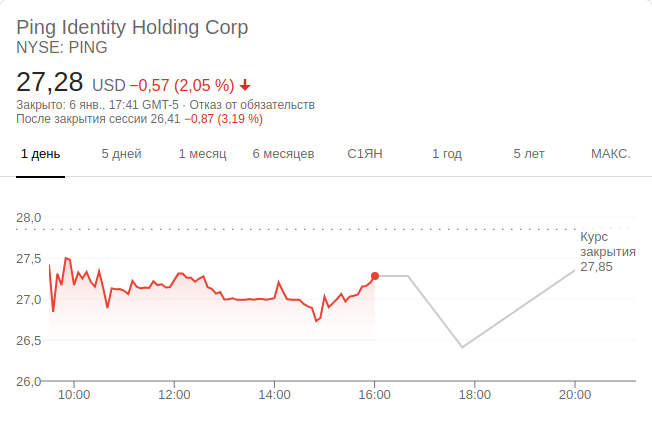 Ping Identity Holding Corp
NYSE: PING
27,28 USD −0,57 (2,05 %)
Закрыто: 6 янв., 17:41 GMT-5 · Отказ от обязательств
После закрытия сессии 26,41 −0,87 (3,19 %)
1 день 5 дней 1 месяц 6 месяцев С1ЯН 1 год 5 лет МАКС.
28,0
Курс
закрытия
27,5
27,85
27,0
26,5
26,0
10:00 12:00 14:00 16:00 18:00 20:00